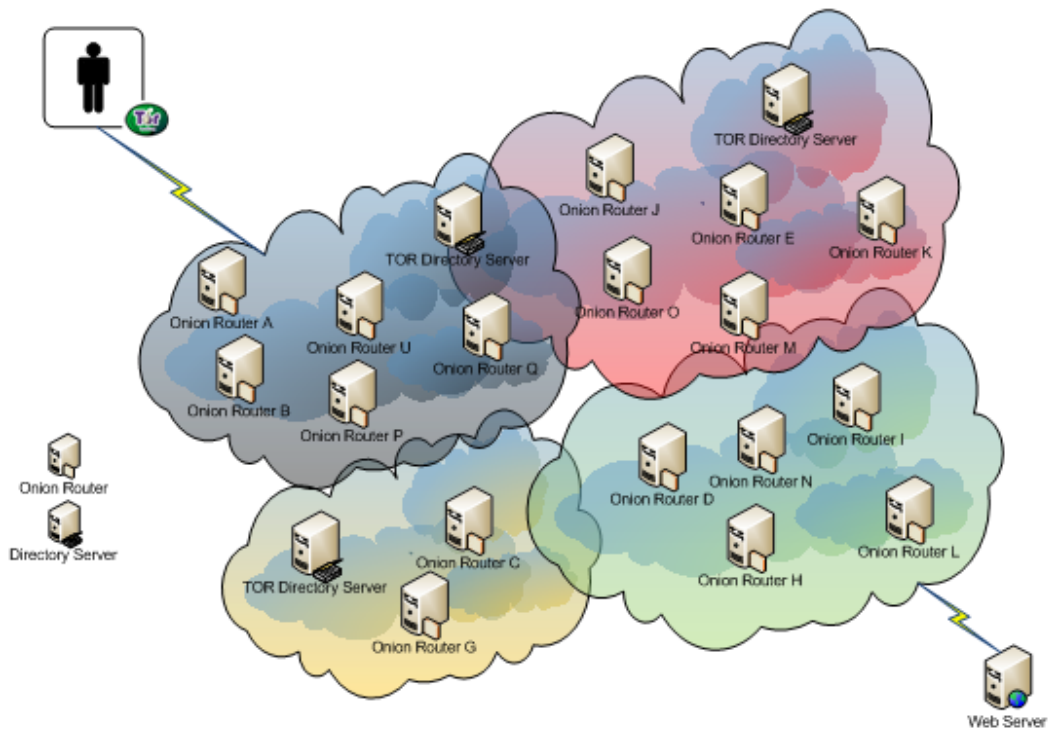 Tor
TOR Directory Server
Onion Router J
Onion Router E
Onion Router K
TOR Directory Server
Onion Router A
Onion Router U
Onion Router O
Onion Router M
Onion Router Q
Onion Router B
Onion Router P
Onion Router I
Onion Router
Onion Router D
Onion Router N
Directory Server
Onion Router C
Onion Router L
TOR Directory Server
Onion Router H
Onion Router G
Web Server